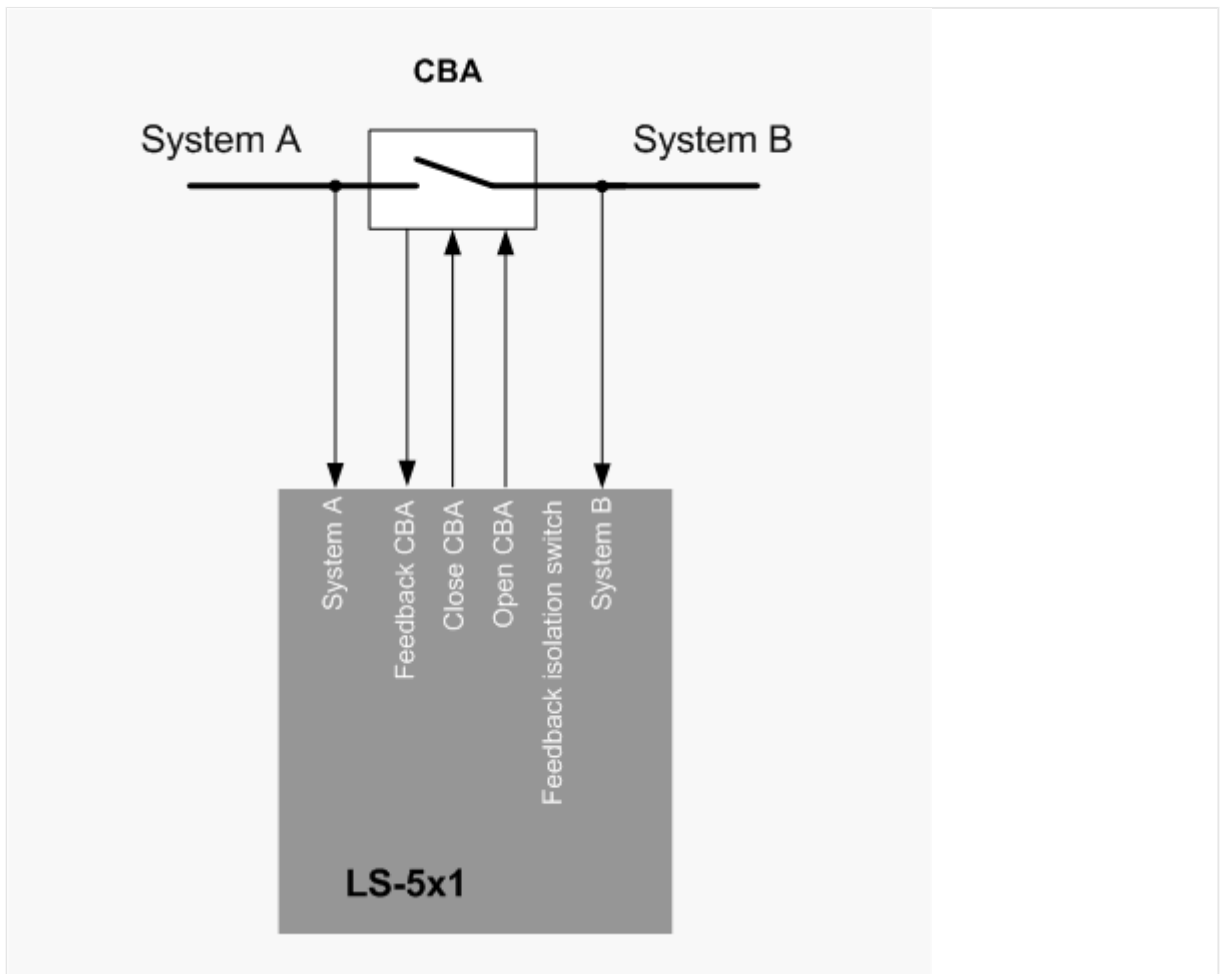 CBA
System A
System B
System A
Feedback CBA
Close CBA
Open CBA
Feedback isolation switch
System B
LS-5x1